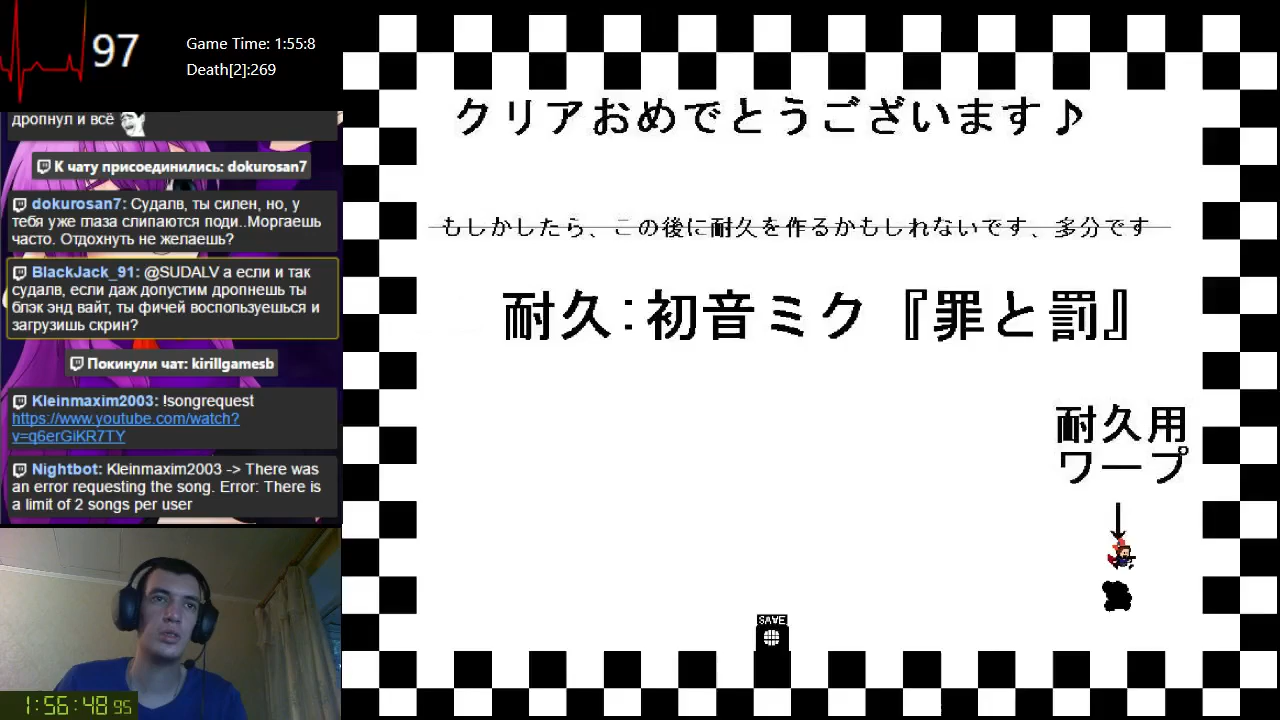 97
Game Time: 1:55:8
Death[2]:269
дропнул и всё
К чату присоединились: dokurosan7
dokurosan7: Судалв, ты силен, но, у
тебя уже глаза слипаются поди..Моргаешь
часто. Отдохнуть не желаешь?
BlackJack_91: @SUDALV а если и так
судалв, если даж допустим дропнешь ты
блэк энд вайт, ты фичей воспользуешься и
загрузишь скрин?
Покинули чат: kirillgamesb
Kleinmaxim2003: !songrequest
https://www.youtube.com/watch?
v=q6erGiKR7TY
Nightbot: Kleinmaxim2003 -> There was
an error requesting the song. Error: There is
a limit of 2 songs per user
1:56:48 95
クリアおめでとうございます♪
もしかしたら、この後に耐久を作るかもしれないです、多分です
耐久:初音ミク『罪と罰』
耐久用
ワープ
↓
SAVE